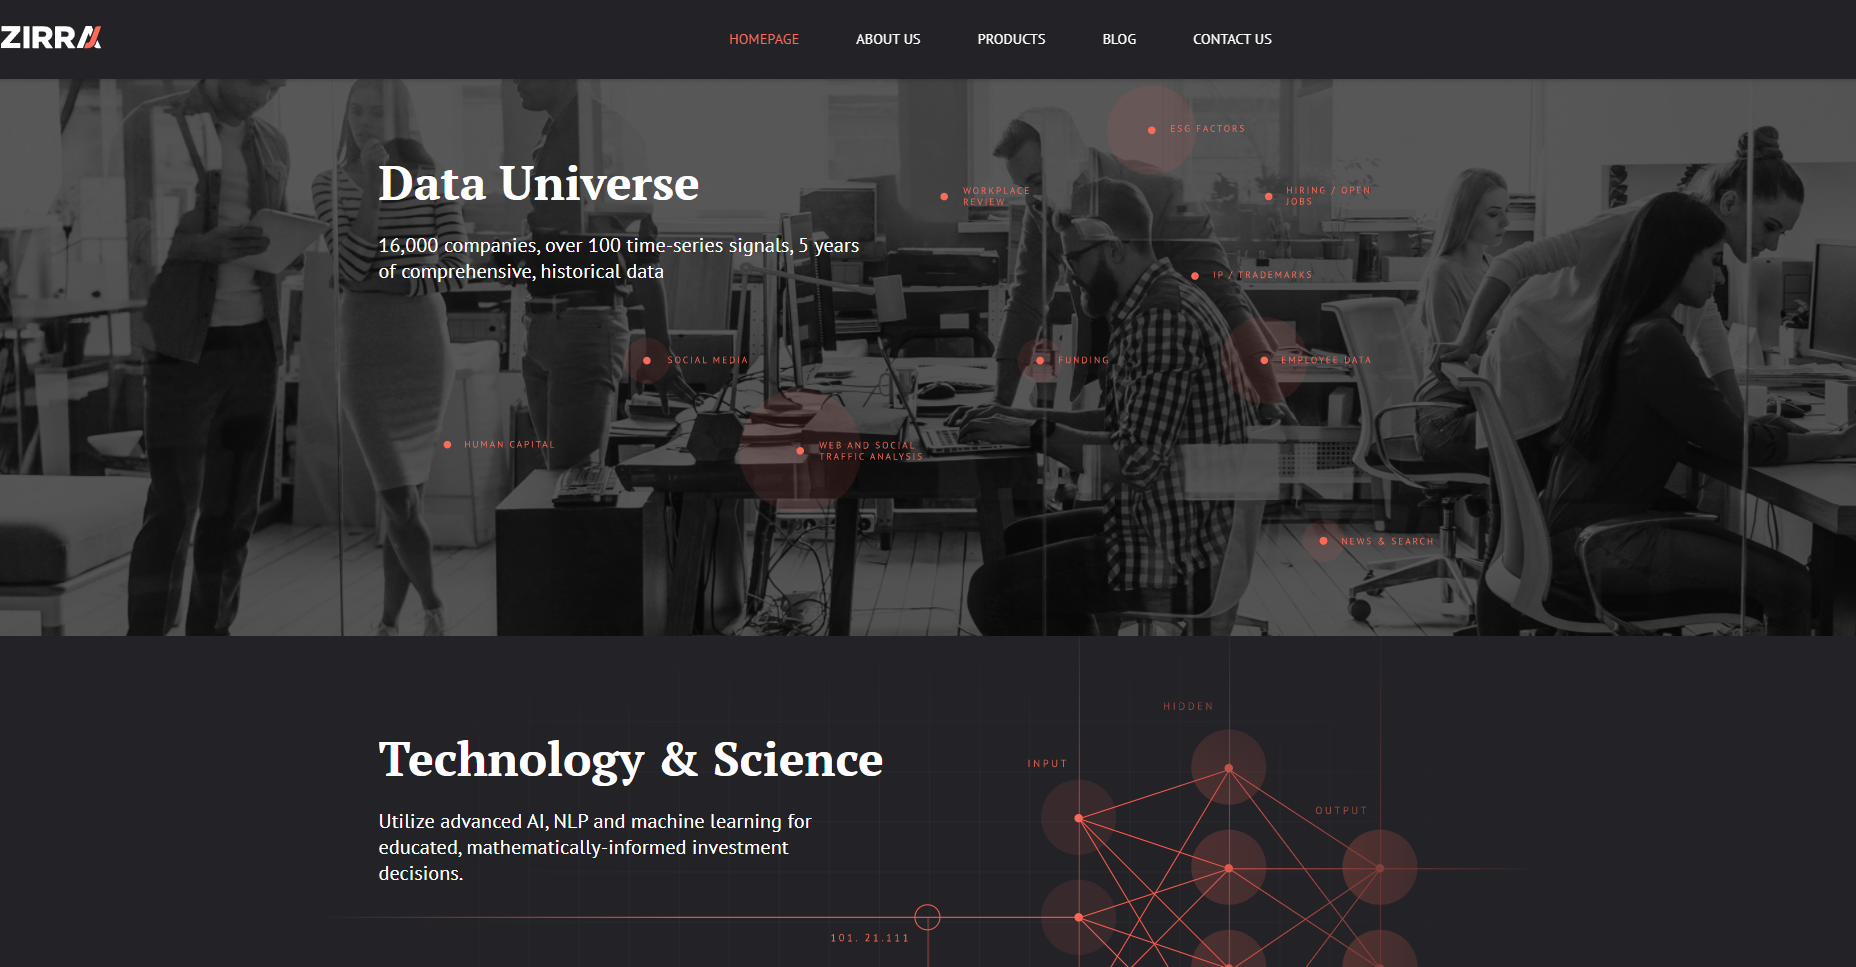 ZIRRA
HOMEPAGE
ABOUT US
PRODUCTS
BLOG
CONTACT US
Data Universe
16,000 companies, over 100 time-series signals, 5 years
of comprehensive, historical data
ESG FACTORS
WORKPLACE
REVIEW
HIRING / OPEN
JOBS
IP / TRADEMARKS
SOCIAL MEDIA
FUNDING
EMPLOYEE DATA
HUMAN CAPITAL
WEB AND SOCIAL
TRAFFIC ANALYSIS
NEWS & SEARCH
Technology & Science
Utilize advanced AI, NLP and machine learning for
educated, mathematically-informed investment
decisions.
HIDDEN
INPUT
OUTPUT
101. 21.111